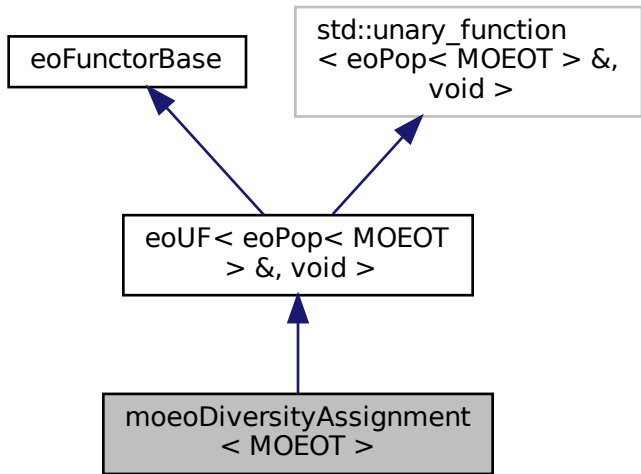 eoFunctorBase
std::unary_function
< eoPop< MOEOT > &,
void >
eoUF< eoPop< MOEOT
> &, void >
moeoDiversityAssignment
< MOEOT >